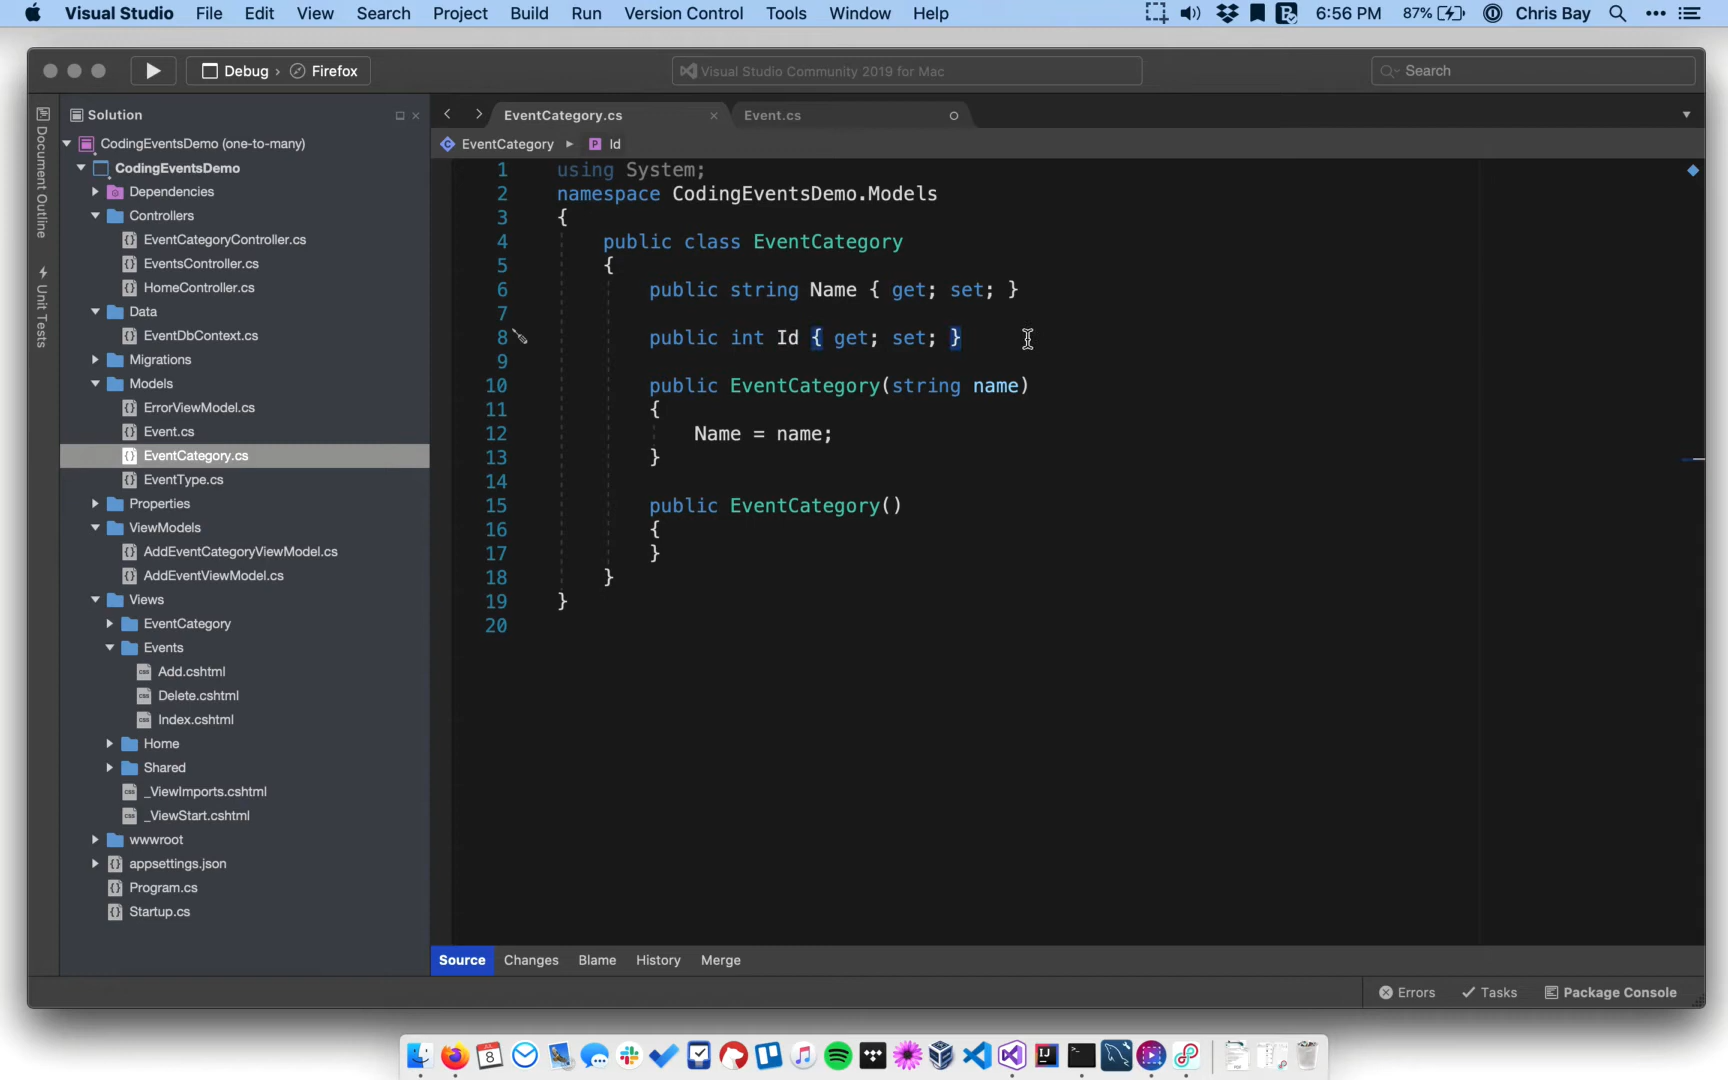 Visual Studio File Edit View Search Project Build Run Version Control Tools Window Help 6:56 PM 87% Chris Bay
Debug › Firefox
Visual Studio Community 2019 for Mac
Search
Document Outline
Unit Tests
Solution
CodingEventsDemo (one-to-many)
CodingEventsDemo
Dependencies
Controllers
EventCategoryController.cs
EventsController.cs
HomeController.cs
Data
EventDbContext.cs
Migrations
Models
ErrorViewModel.cs
Event.cs
EventCategory.cs
EventType.cs
Properties
ViewModels
AddEventCategoryViewModel.cs
AddEventViewModel.cs
Views
EventCategory
Events
Add.cshtml
Delete.cshtml
Index.cshtml
Home
Shared
_ViewImports.cshtml
_ViewStart.cshtml
wwwroot
appsettings.json
Program.cs
Startup.cs
EventCategory.cs Event.cs
EventCategory Id
1 using System;
2 namespace CodingEventsDemo.Models
3 {
4 public class EventCategory
5 {
6 public string Name { get; set; }
7
8 public int Id { get; set; }
9
10 public EventCategory(string name)
11 {
12 Name = name;
13 }
14
15 public EventCategory()
16 {
17 }
18 }
19 }
20
Source Changes Blame History Merge
Errors Tasks Package Console